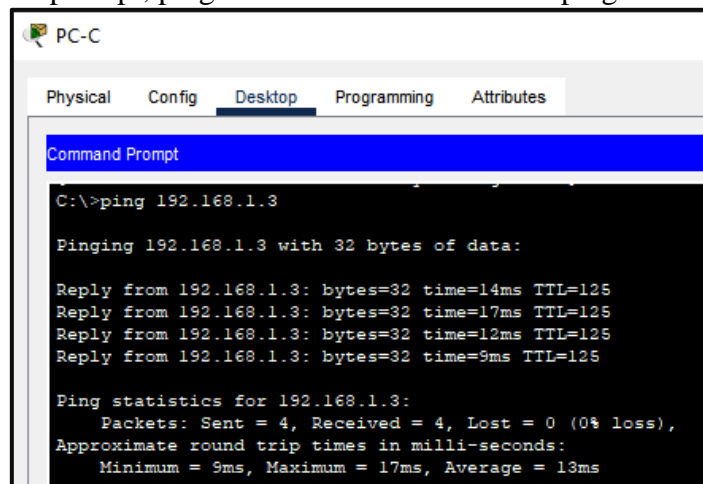 PC-C
Physical Config Desktop Programming Attributes
Command Prompt
C:\>ping 192.168.1.3
Pinging 192.168.1.3 with 32 bytes of data:
Reply from 192.168.1.3: bytes=32 time=14ms TTL=125
Reply from 192.168.1.3: bytes=32 time=17ms TTL=125
Reply from 192.168.1.3: bytes=32 time=12ms TTL=125
Reply from 192.168.1.3: bytes=32 time=9ms TTL=125
Ping statistics for 192.168.1.3:
Packets: Sent = 4, Received = 4, Lost = 0 (0% loss),
Approximate round trip times in milli-seconds:
Minimum = 9ms, Maximum = 17ms, Average = 13ms